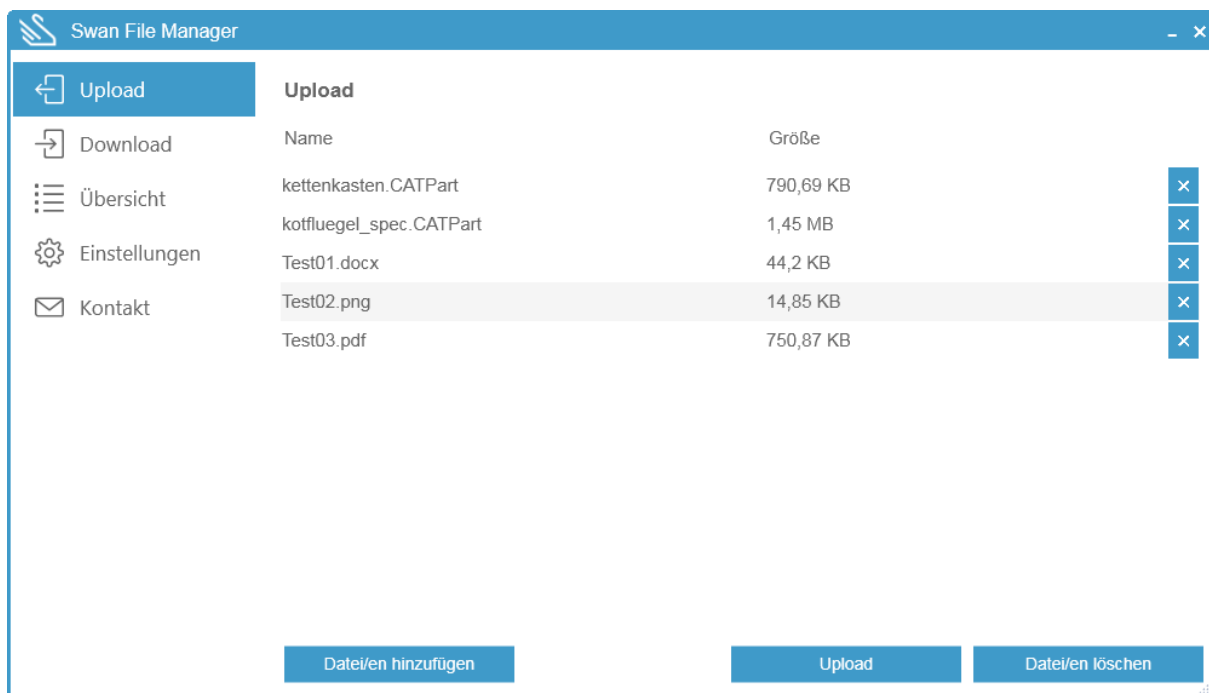 Swan File Manager
Upload
Download
Übersicht
Einstellungen
Kontakt
Upload
Name Größe
kettenkasten.CATPart 790,69 KB
kotfluegel_spec.CATPart 1,45 MB
Test01.docx 44,2 KB
Test02.png 14,85 KB
Test03.pdf 750,87 KB
Datei/en hinzufügen Upload Datei/en löschen